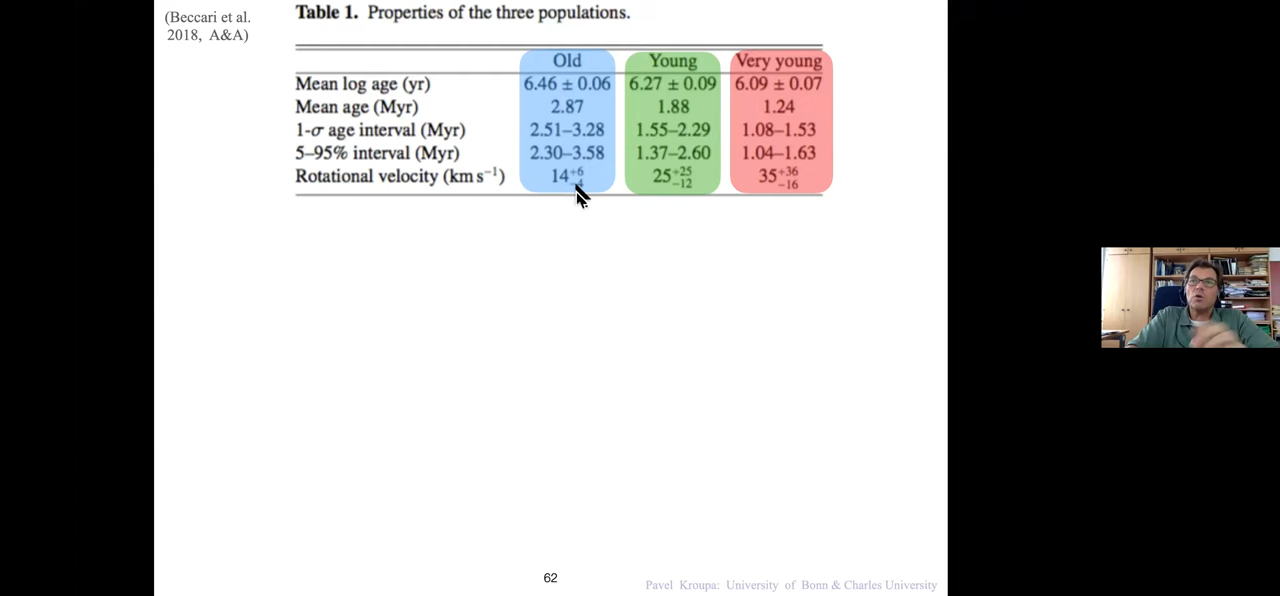 (Beccari et al.
2018, A&A)
Table 1. Properties of the three populations.
Old Young Very young
Mean log age (yr) 6.46 ± 0.06 6.27 ± 0.09 6.09 ± 0.07
Mean age (Myr) 2.87 1.88 1.24
1-σ age interval (Myr) 2.51–3.28 1.55–2.29 1.08–1.53
5–95% interval (Myr) 2.30–3.58 1.37–2.60 1.04–1.63
Rotational velocity (km s⁻¹) 14 +6 −4 25 +25 −12 35 +36 −16
62
Pavel Kroupa: University of Bonn & Charles University